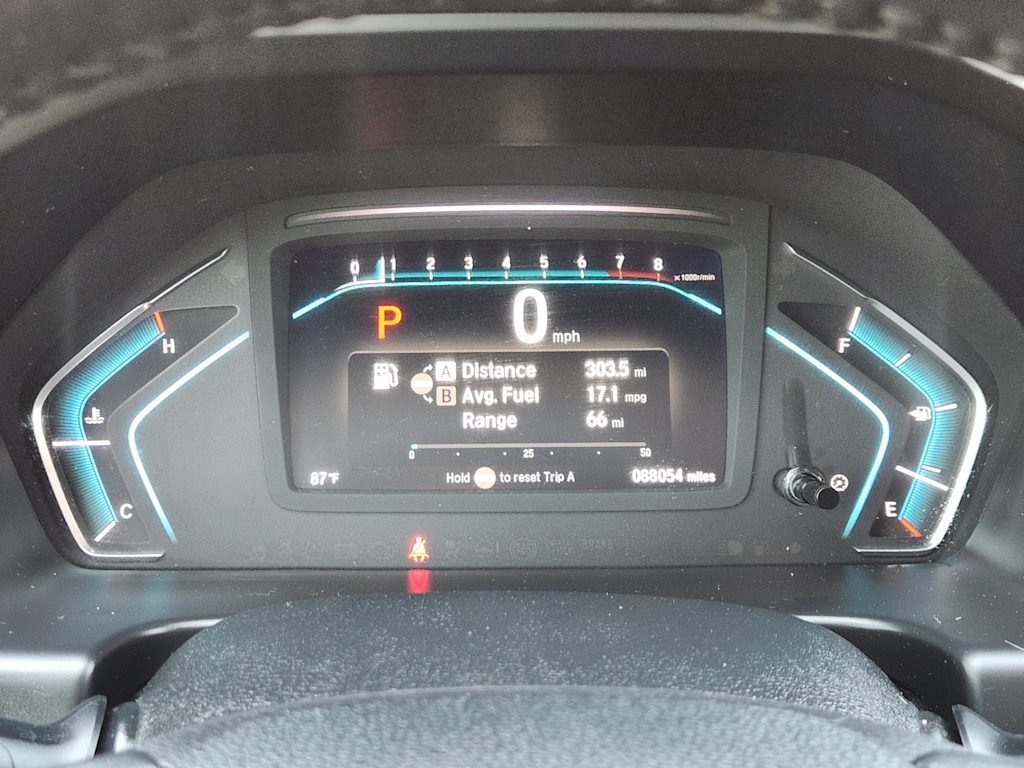 0 1 2 3 4 5 6 7 8 ×1000r/min
P 0 mph
H F
A Distance 303.5 mi
B Avg. Fuel 17.1 mpg
Range 66 mi
0 25 50
C E
87°F Hold to reset Trip A 088054 miles